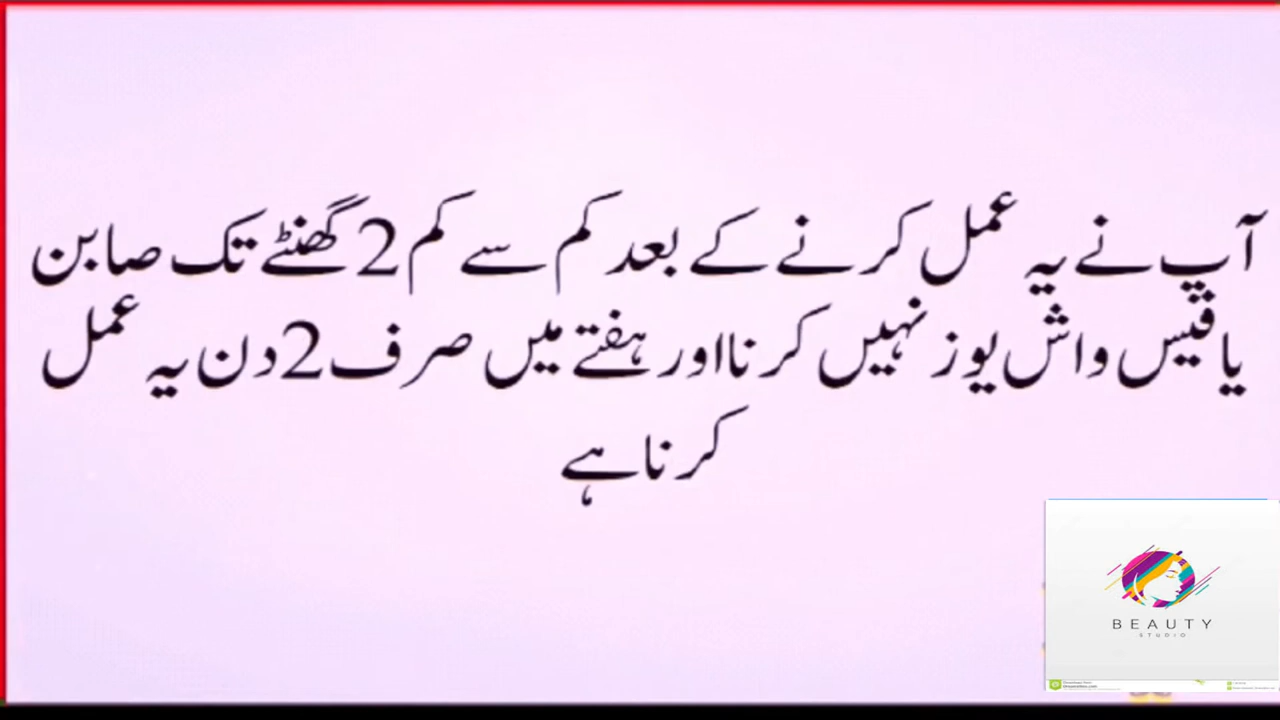 آپ نے یہ عمل کرنے کے بعد کم سے کم 2 گھنٹے تک صابن
یا فیس واش یوز نہیں کرنا اور ہفتے میں صرف 2 دن یہ عمل
کرنا ہے
BEAUTY
STUDIO